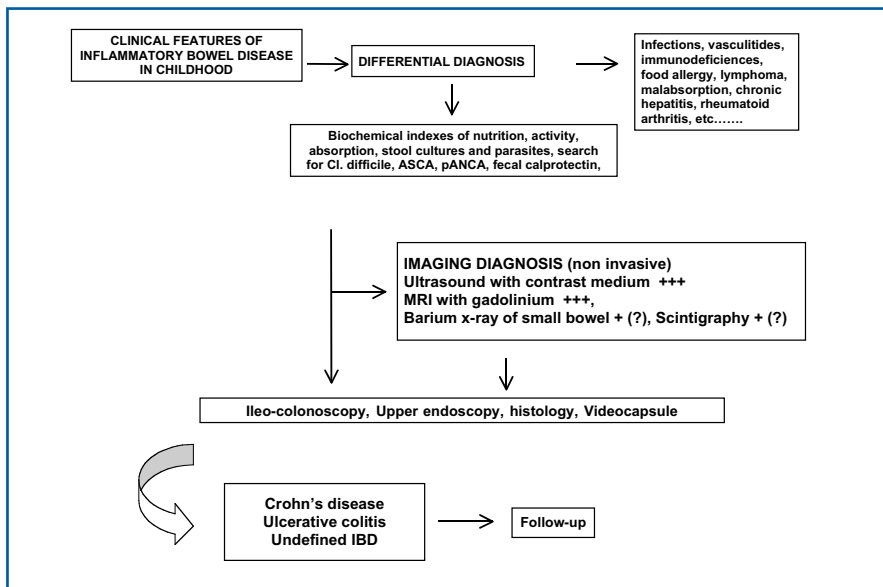 CLINICAL FEATURES OF
INFLAMMATORY BOWEL DISEASE
IN CHILDHOOD
DIFFERENTIAL DIAGNOSIS
Infections, vasculitides,
immunodeficiences,
food allergy, lymphoma,
malabsorption, chronic
hepatitis, rheumatoid
arthritis, etc…….
Biochemical indexes of nutrition, activity,
absorption, stool cultures and parasites, search
for Cl. difficile, ASCA, pANCA, fecal calprotectin,
IMAGING DIAGNOSIS (non invasive)
Ultrasound with contrast medium +++
MRI with gadolinium +++,
Barium x-ray of small bowel + (?), Scintigraphy + (?)
Ileo-colonoscopy, Upper endoscopy, histology, Videocapsule
Crohn's disease
Ulcerative colitis
Undefined IBD
Follow-up